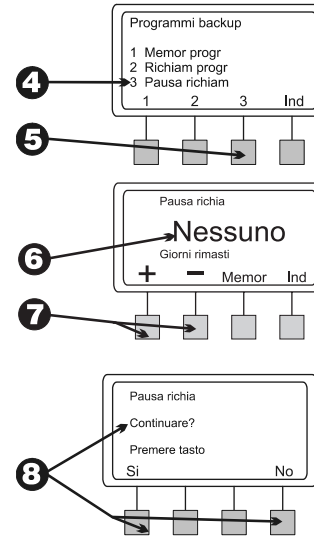 Programmi backup
1 Memor progr
2 Richiam progr
4
3 Pausa richiam
1 2 3 Ind
5
Pausa richia
6
Nessuno
Giorni rimasti
+ − Memor Ind
7
Pausa richia
Continuare?
Premere tasto
8
Si No